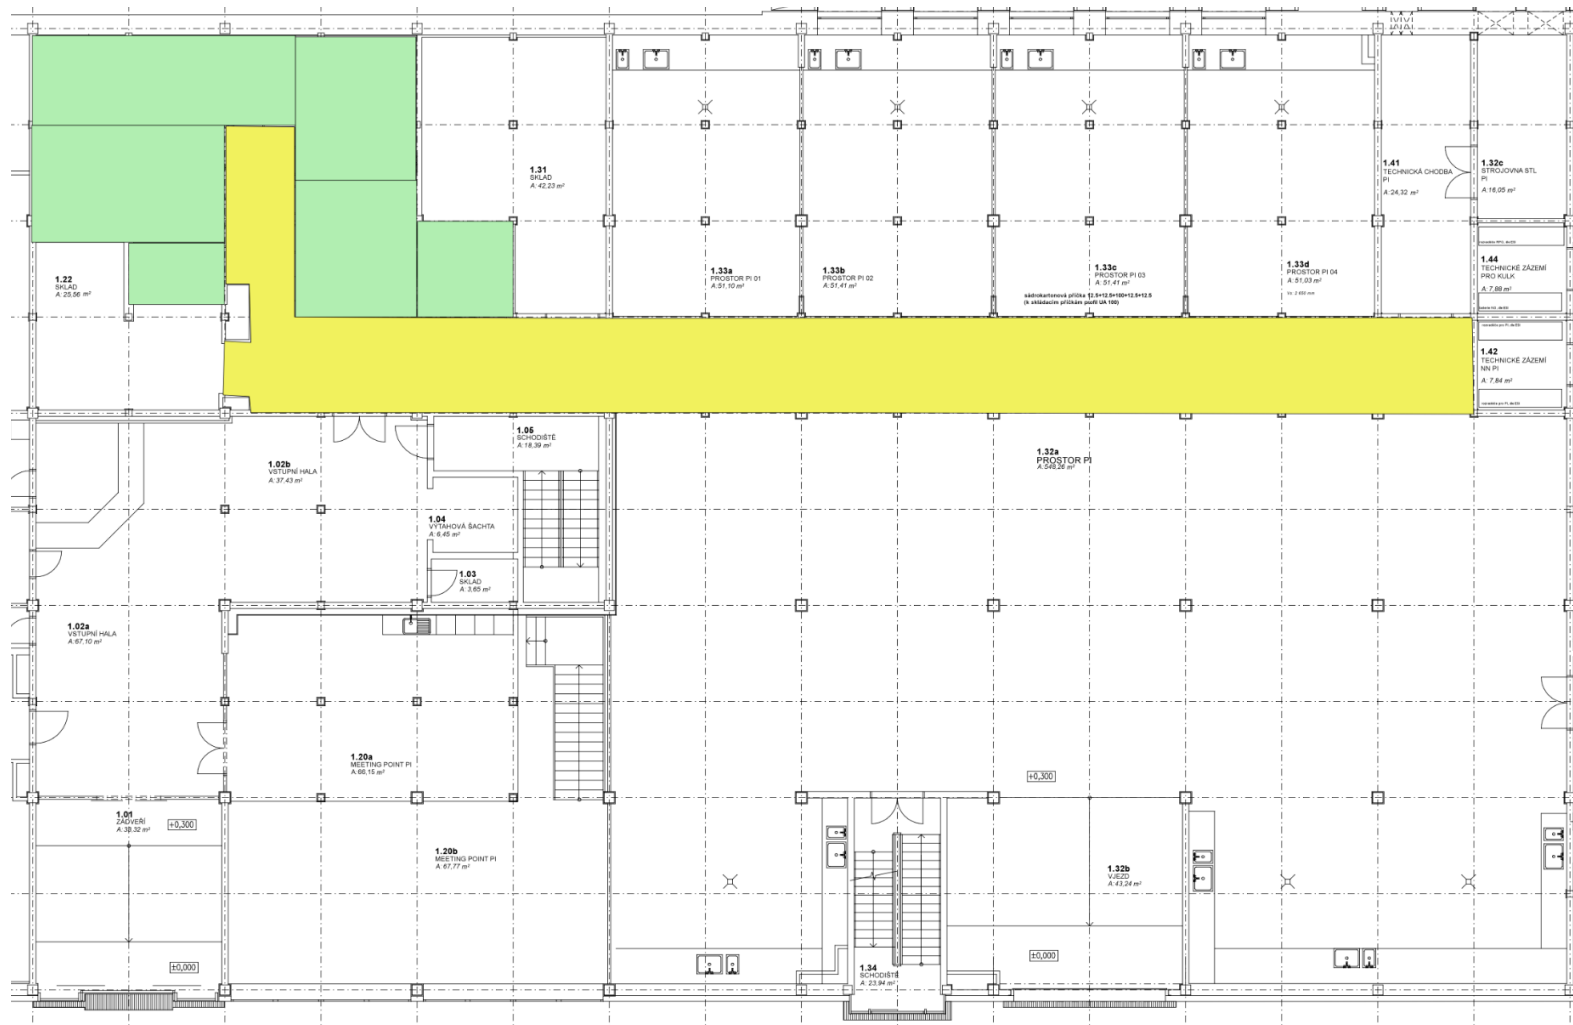 1.31
SKLAD
A: 42,23 m²
1.41
TECHNICKÁ CHODBA
PI
A:24,32 m²
1.32c
STROJOVNA STL
PI
A:16,05 m²
1.22
SKLAD
A: 25,56 m²
1.33a
PROSTOR PI 01
A:51,10 m²
1.33b
PROSTOR PI 02
A:51,41 m²
1.33c
PROSTOR PI 03
A:51,41 m²
sádrokartonová příčka 12.5+12.5+100+12.5+12.5
(k skládacím příčkám profil UA 100)
1.33d
PROSTOR PI 04
A:51,03 m²
1.44
TECHNICKÉ ZÁZEMÍ
PRO KULK
A: 7,88 m²
1.42
TECHNICKÉ ZÁZEMÍ
NN PI
A: 7,84 m²
1.05
SCHODIŠTĚ
A:18,39 m²
1.02b
VSTUPNÍ HALA
A:37,43 m²
1.32a
PROSTOR PI
A:548,26 m²
1.04
VÝTAHOVÁ ŠACHTA
A: 6,45 m²
1.03
SKLAD
A: 3,65 m²
1.02a
VSTUPNÍ HALA
A:67,10 m²
1.20a
MEETING POINT PI
A:66,15 m²
+0,300
1.01
ZÁDVEŘÍ
A:33,32 m²
+0,300
1.20b
MEETING POINT PI
A: 67,77 m²
1.32b
VJEZD
A:43,24 m²
±0,000
±0,000
1.34
SCHODIŠTĚ
A: 23,94 m²